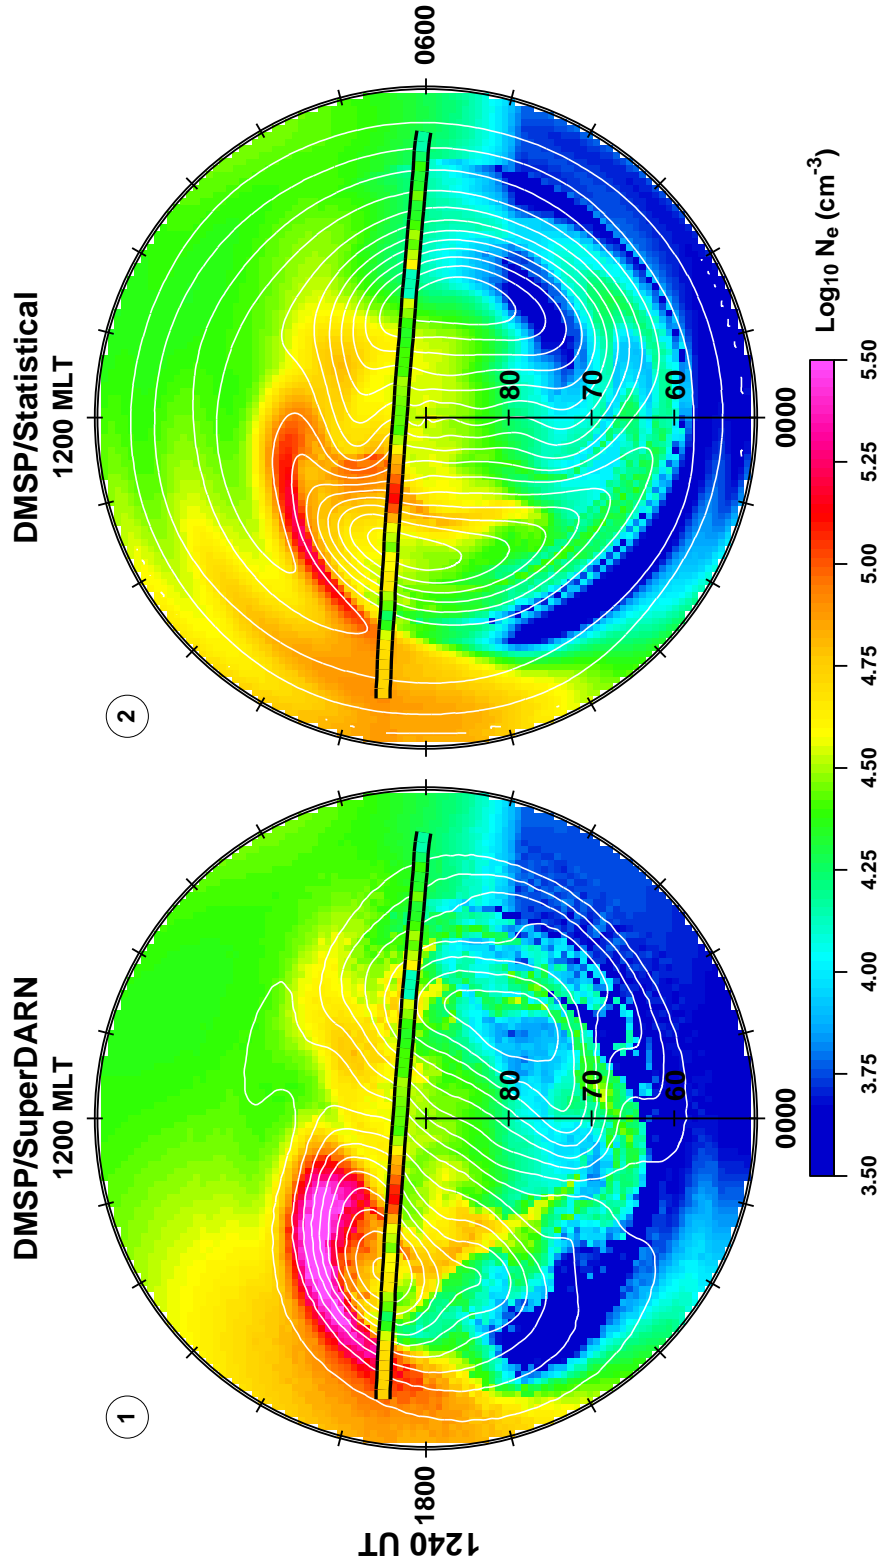 DMSP/SuperDARN
1200 MLT
DMSP/Statistical
1200 MLT
1
2
1240 UT
1800
0600
80
70
60
0000
80
70
60
0000
3.50 3.75 4.00 4.25 4.50 4.75 5.00 5.25 5.50
Log10 Ne (cm-3)